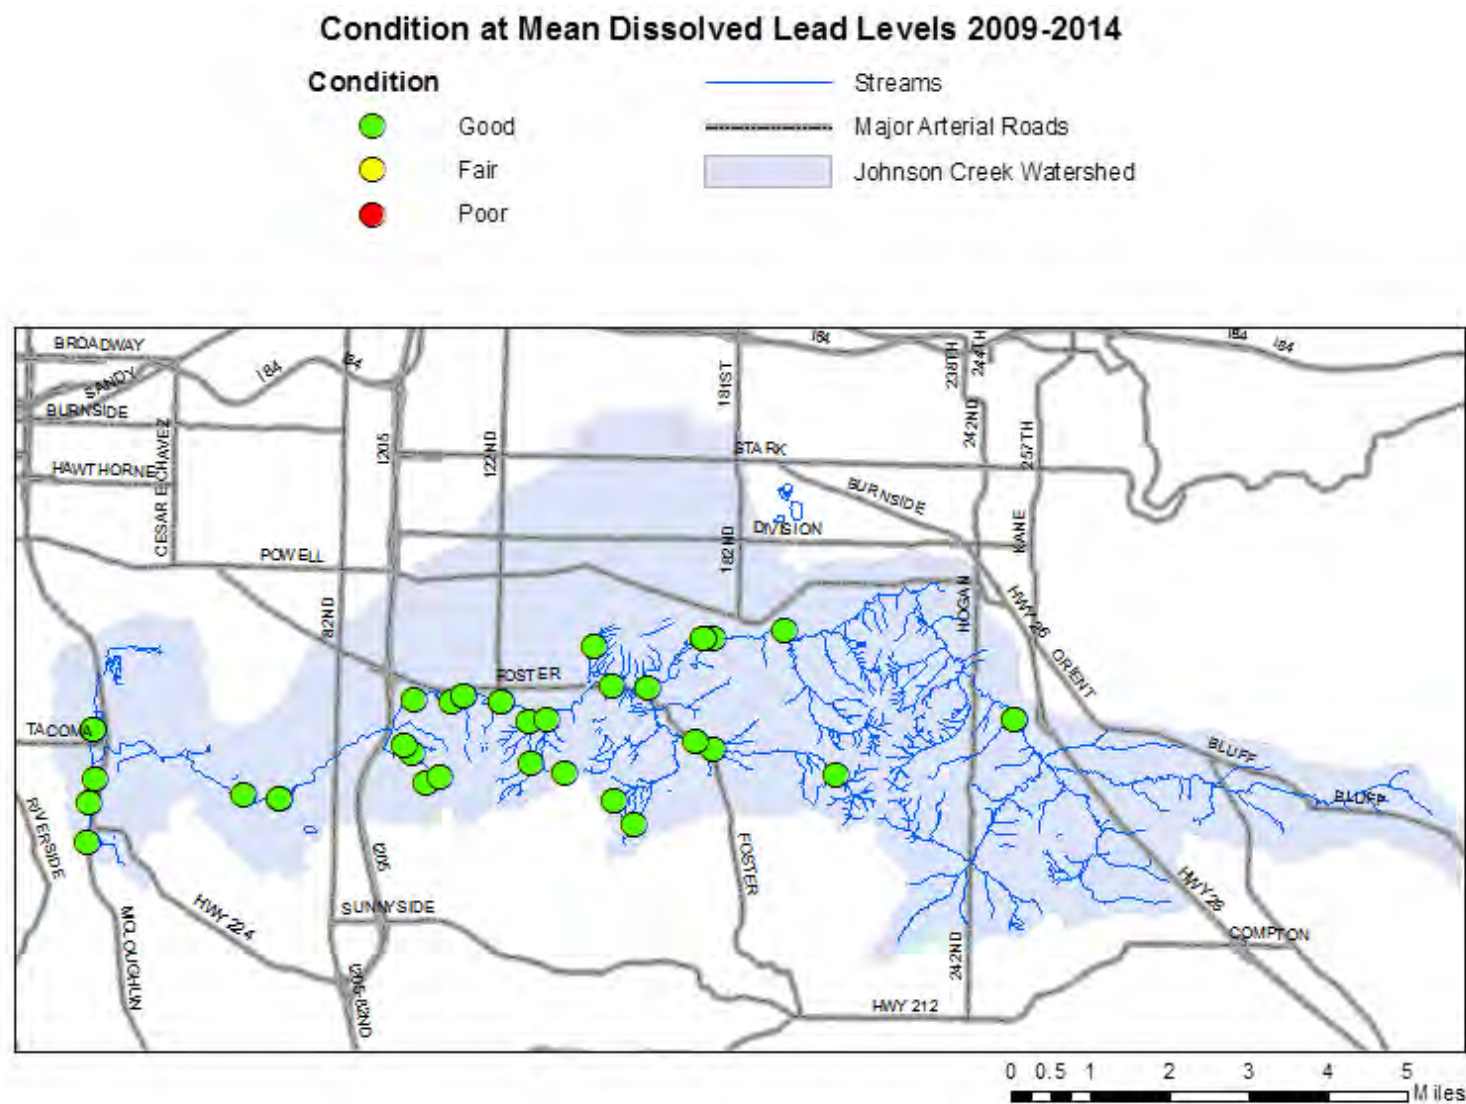 Condition at Mean Dissolved Lead Levels 2009-2014
Condition
Streams
Good
Major Arterial Roads
Fair
Johnson Creek Watershed
Poor
BROADWAY
I84
I84
I84
I84
I84
SANDY
BURNSIDE
HAWTHORNE
CESAR E CHAVEZ
I205
122ND
181ST
238TH
244TH
242ND
257TH
STARK
BURNSIDE
DIVISION
KANE
POWELL
182ND
82ND
HOGAN
HWY 26
ORIENT
FOSTER
TACOMA
BLUFF
BLUFF
RIVERSIDE
I205
FOSTER
HWY 26
SUNNYSIDE
HWY 224
MCLOUGHLIN
COMPTON
242ND
I205-82ND
HWY 212
0 0.5 1 2 3 4 5
Miles